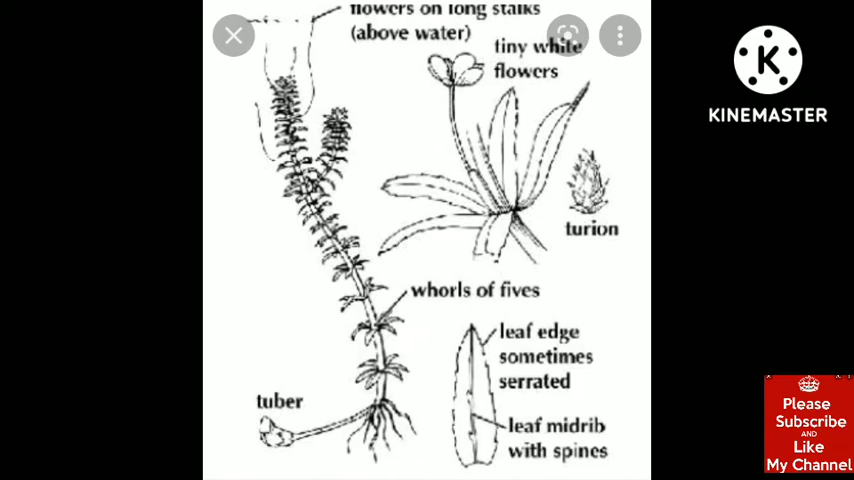 flowers on long stalks
(above water)
tiny white
flowers
K
KINEMASTER
turion
whorls of fives
leaf edge
sometimes
serrated
tuber
leaf midrib
with spines
Please
Subscribe
AND
Like
My Channel